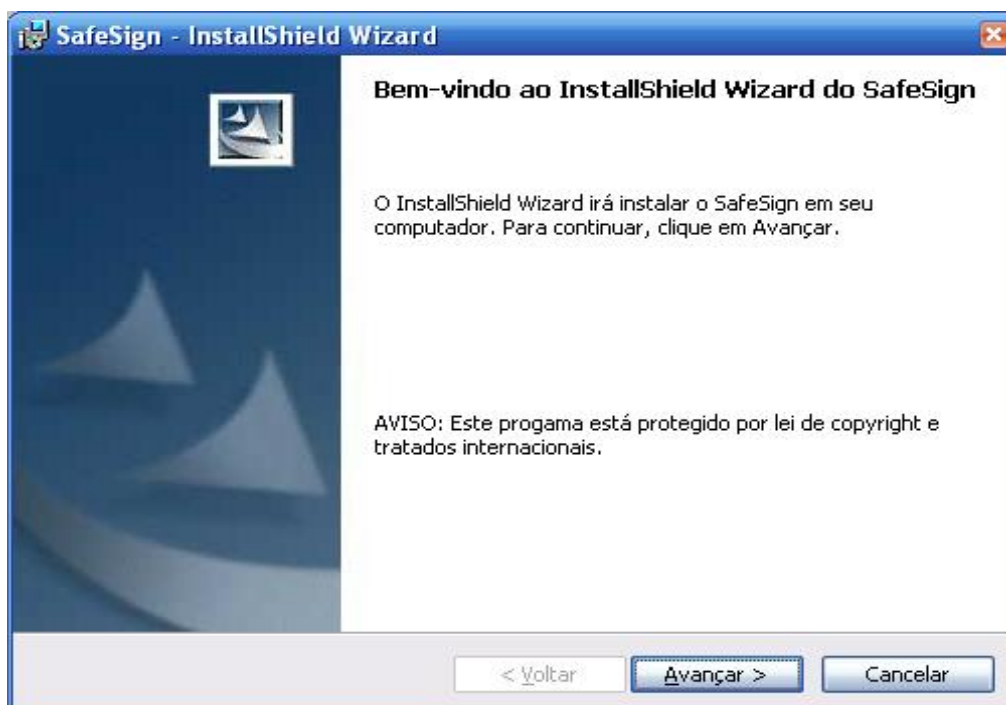 SafeSign - InstallShield Wizard
Bem-vindo ao InstallShield Wizard do SafeSign
O InstallShield Wizard irá instalar o SafeSign em seu
computador. Para continuar, clique em Avançar.
AVISO: Este progama está protegido por lei de copyright e
tratados internacionais.
< Voltar Avançar > Cancelar